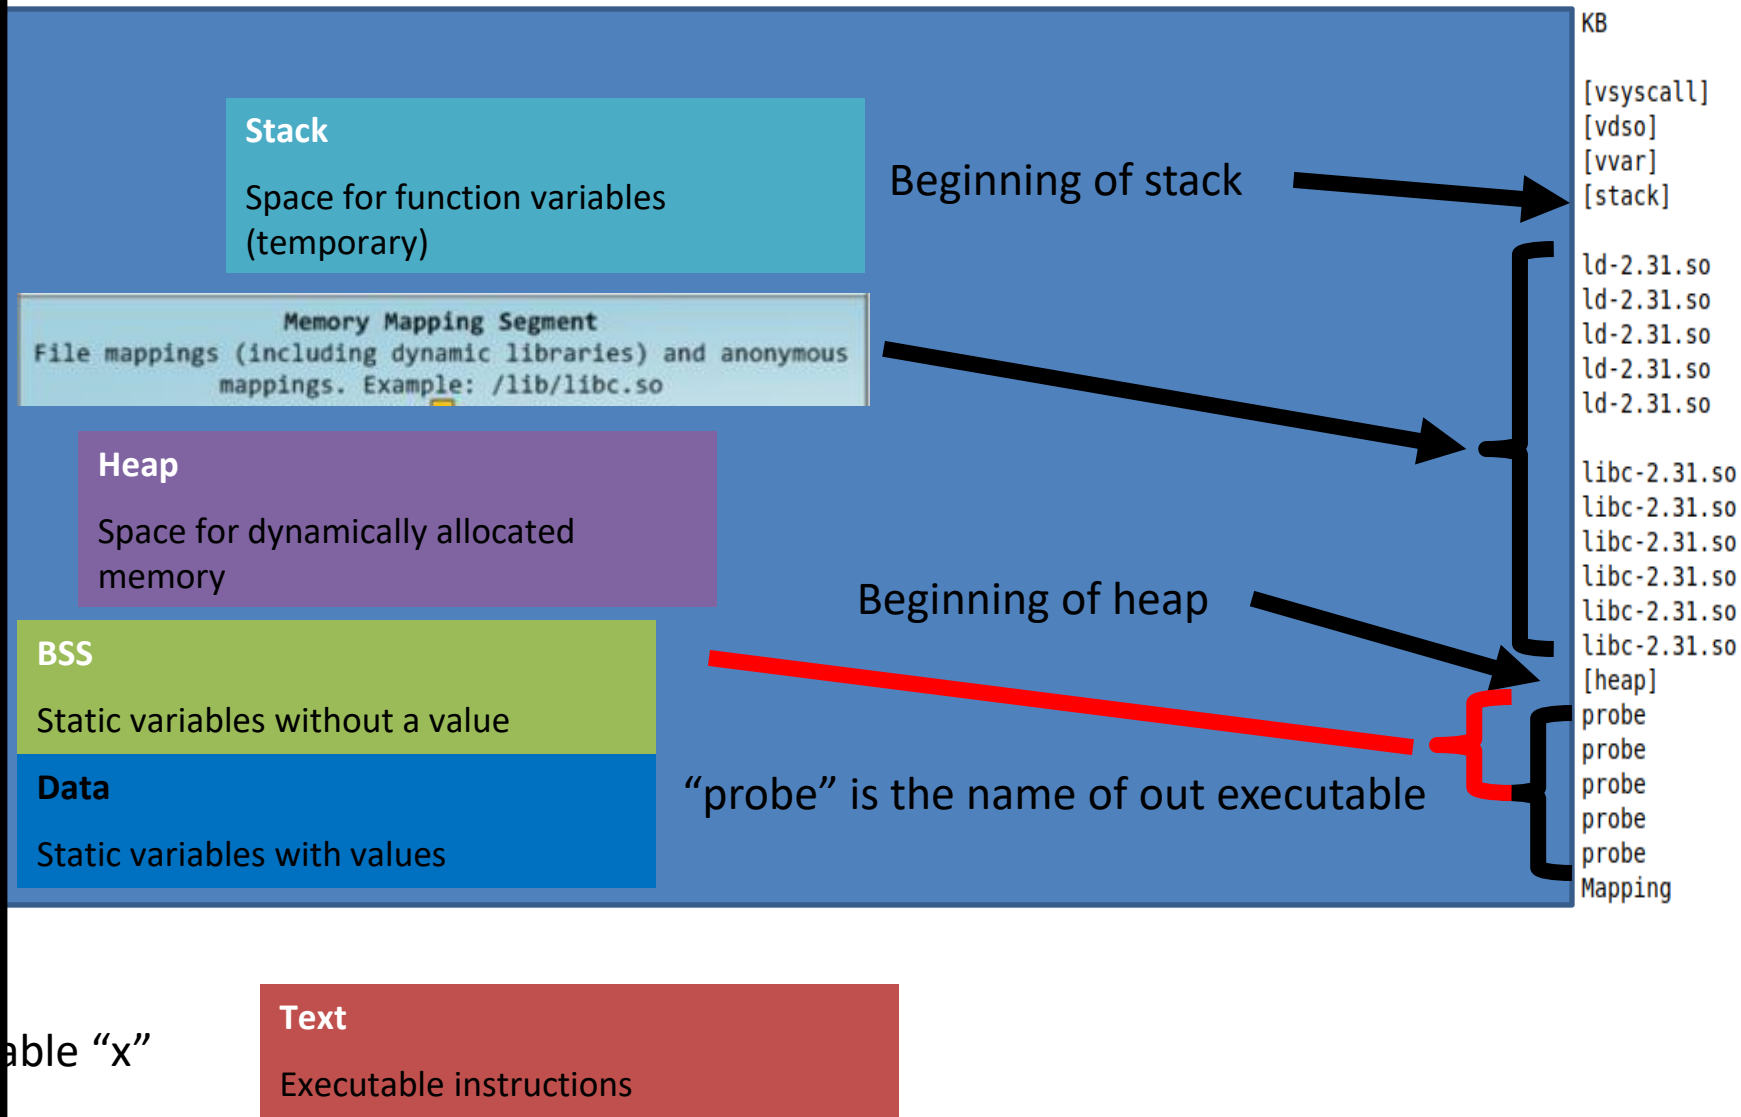 Stack
Space for function variables
(temporary)
Memory Mapping Segment
File mappings (including dynamic libraries) and anonymous
mappings. Example: /lib/libc.so
Heap
Space for dynamically allocated
memory
BSS
Static variables without a value
Data
Static variables with values
Beginning of stack
Beginning of heap
“probe” is the name of out executable
KB
[vsyscall]
[vdso]
[vvar]
[stack]
ld-2.31.so
ld-2.31.so
ld-2.31.so
ld-2.31.so
ld-2.31.so
libc-2.31.so
libc-2.31.so
libc-2.31.so
libc-2.31.so
libc-2.31.so
libc-2.31.so
[heap]
probe
probe
probe
probe
probe
Mapping
able “x”
Text
Executable instructions